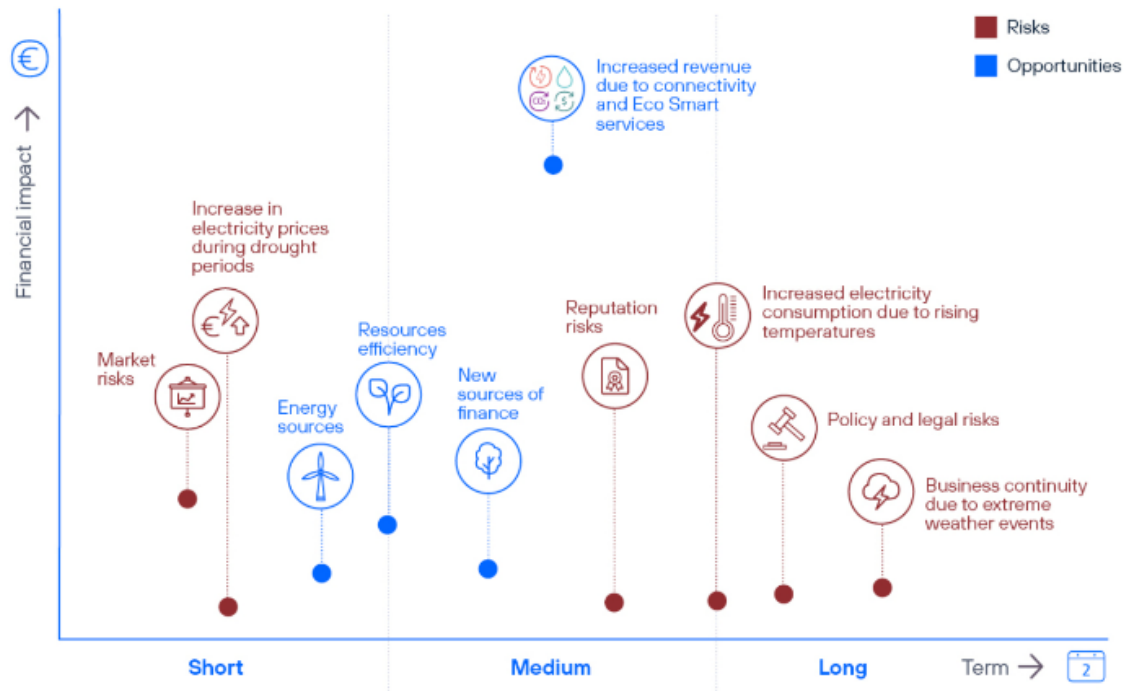 Risks
Opportunities
€
Financial impact
Increased revenue
due to connectivity
and Eco Smart
services
CO₂
$
Increase in
electricity prices
during drought
periods
€
Market
risks
Energy
sources
Resources
efficiency
New
sources of
finance
Reputation
risks
Increased electricity
consumption due to rising
temperatures
Policy and legal risks
Business continuity
due to extreme
weather events
Short
Medium
Long
Term
2